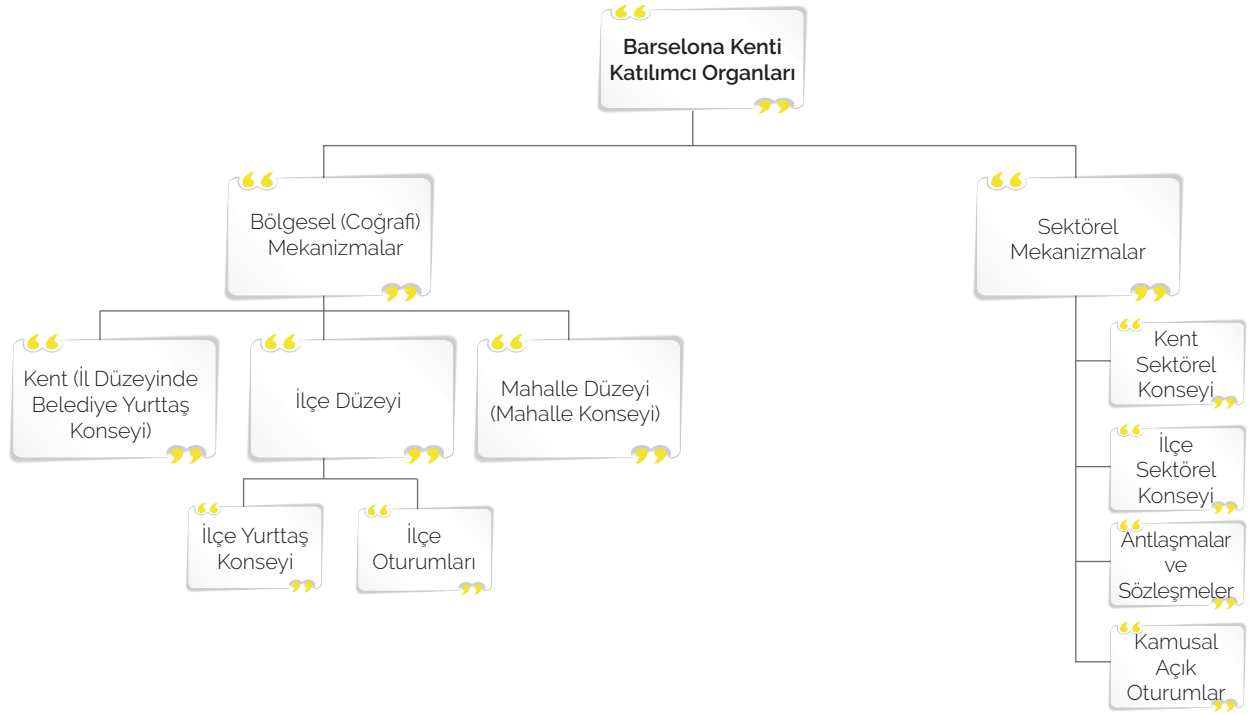 Barselona Kenti
Katılımcı Organları
Bölgesel (Coğrafi)
Mekanizmalar
Sektörel
Mekanizmalar
Kent (İl Düzeyinde
Belediye Yurttaş
Konseyi)
İlçe Düzeyi
Mahalle Düzeyi
(Mahalle Konseyi)
İlçe Yurttaş
Konseyi
İlçe
Oturumları
Kent
Sektörel
Konseyi
İlçe
Sektörel
Konseyi
Antlaşmalar
ve
Sözleşmeler
Kamusal
Açık
Oturumlar